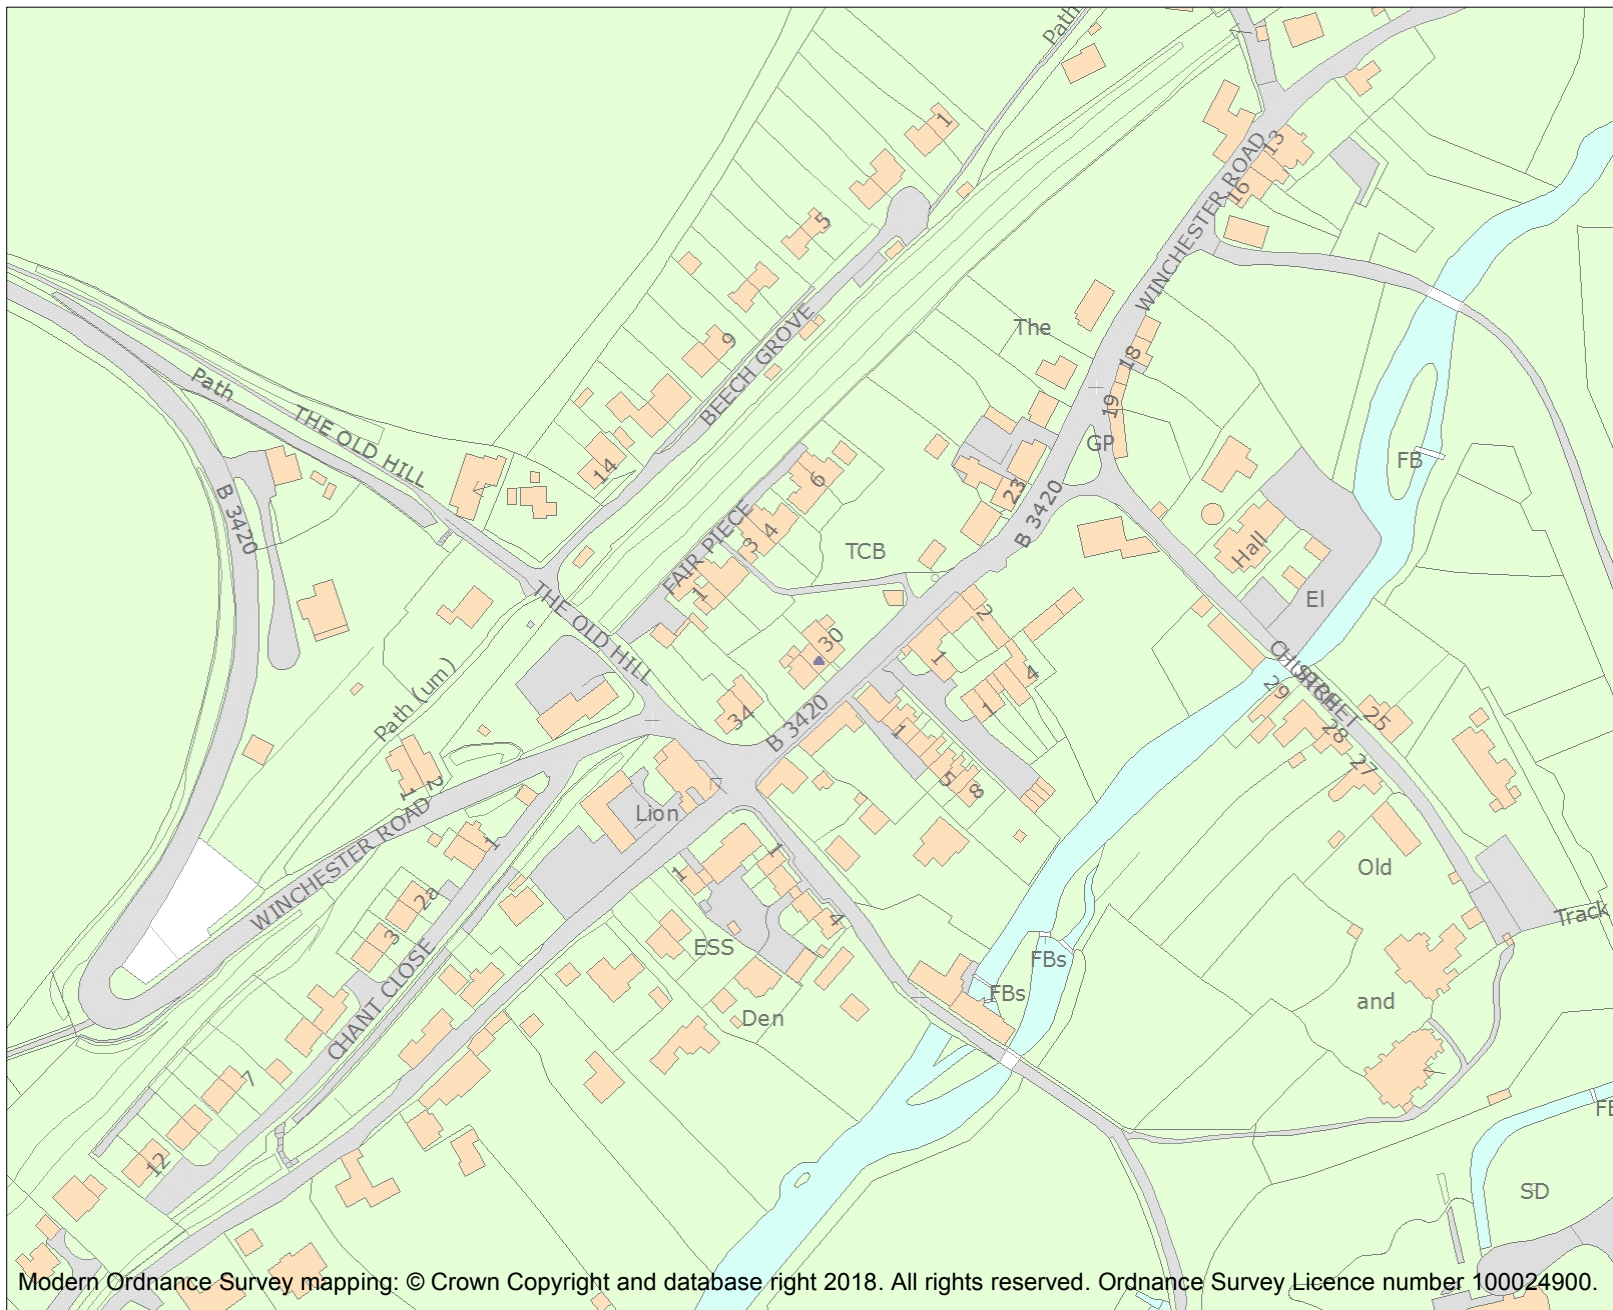 Path
1
13
WINCHESTER ROAD
16
5
Path
THE OLD HILL
9
BEECH GROVE
The
18
19
GP
FB
B 3420
14
6
23
B 3420
FAIR PIECE
3
4
TCB
Hall
1
THE OLD HILL
30
2
1
4
1
El
CHURCH
STREET
29
28
25
27
Path (um)
34
B 3420
1
5
8
2
1
Lion
WINCHESTER ROAD
1
1
1
2a
4
3
ESS
Old
Track
CHANT CLOSE
FBs
FBs
and
Den
7
12
SD
Modern Ordnance Survey mapping: © Crown Copyright and database right 2018. All rights reserved. Ordnance Survey Licence number 100024900.